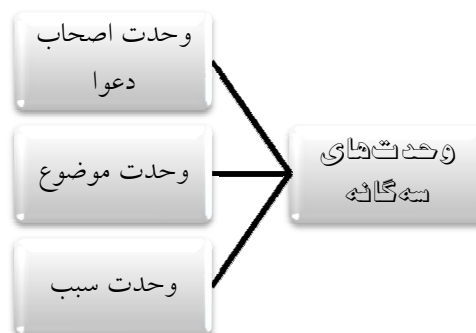 وحدت‌های
سه‌گانه
وحدت اصحاب
دعوا
وحدت موضوع
وحدت سبب